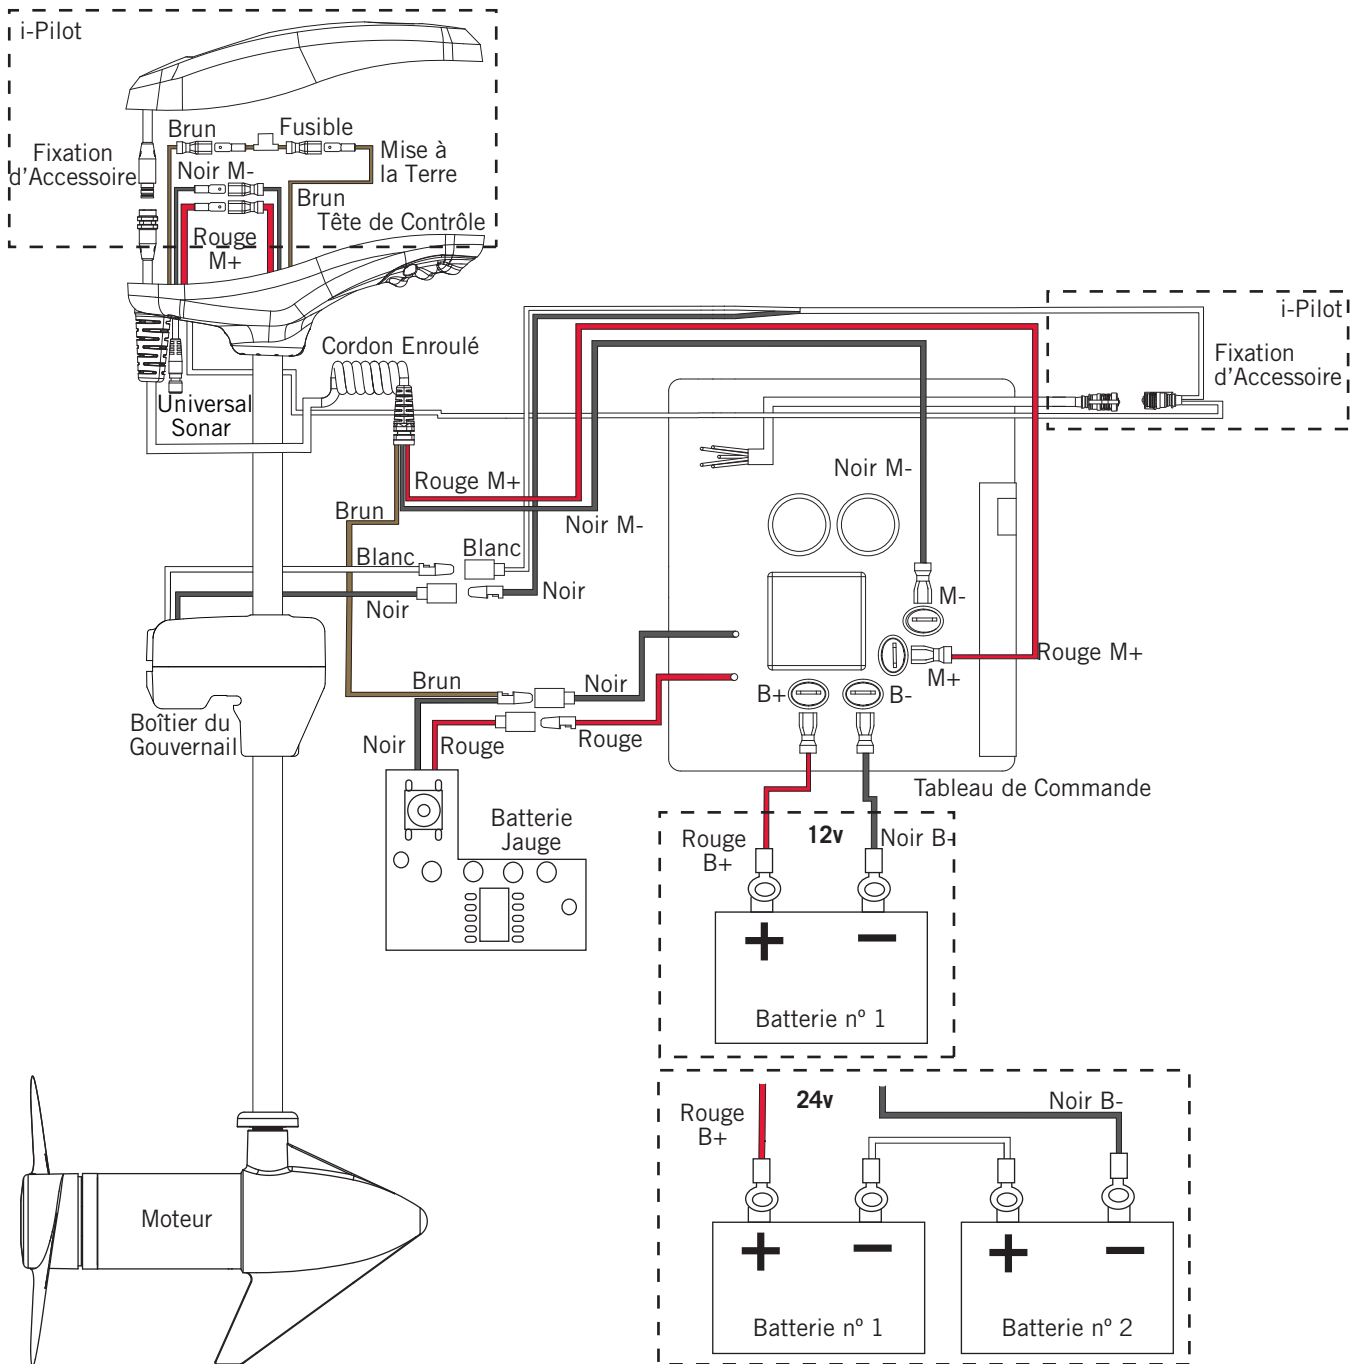 i-Pilot
Brun
Fusible
Fixation
d'Accessoire
Mise à
la Terre
Noir M-
Brun
Tête de Contrôle
Rouge
M+
i-Pilot
Fixation
d'Accessoire
Cordon Enroulé
Universal
Sonar
Rouge M+
Noir M-
Brun
Noir M-
Blanc
Blanc
Noir
Noir
M-
Rouge M+
M+
Brun
Noir
B+
B-
Boîtier du
Gouvernail
Noir
Rouge
Rouge
Tableau de Commande
Batterie
Jauge
Rouge
B+
12v
Noir B-
+
−
Batterie nº 1
24v
Rouge
B+
Noir B-
Moteur
+
−
+
−
Batterie nº 1
Batterie nº 2